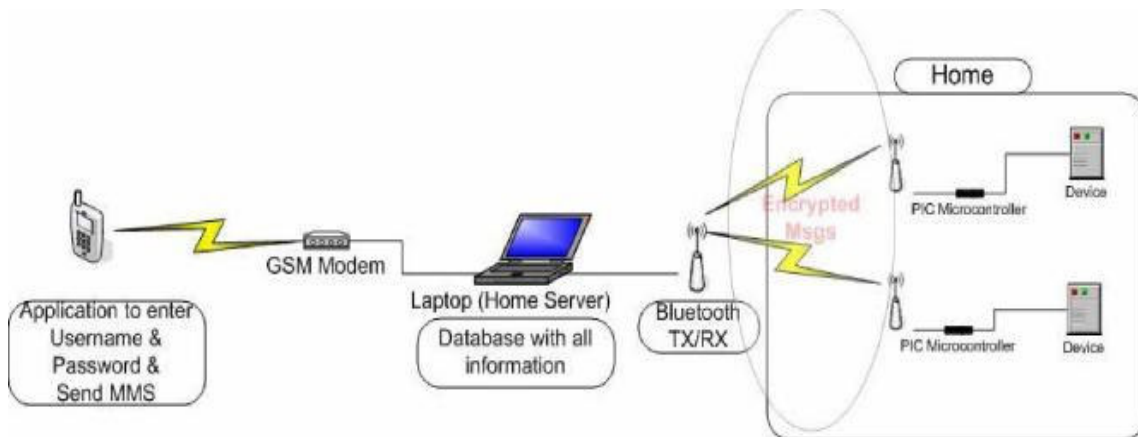 Home
Encrypted
Msgs
PIC Microcontroller
Device
GSM Modem
Laptop (Home Server)
Bluetooth
TX/RX
Application to enter
Username &
Password &
Send MMS
Database with all
information
PIC Microcontroller
Device